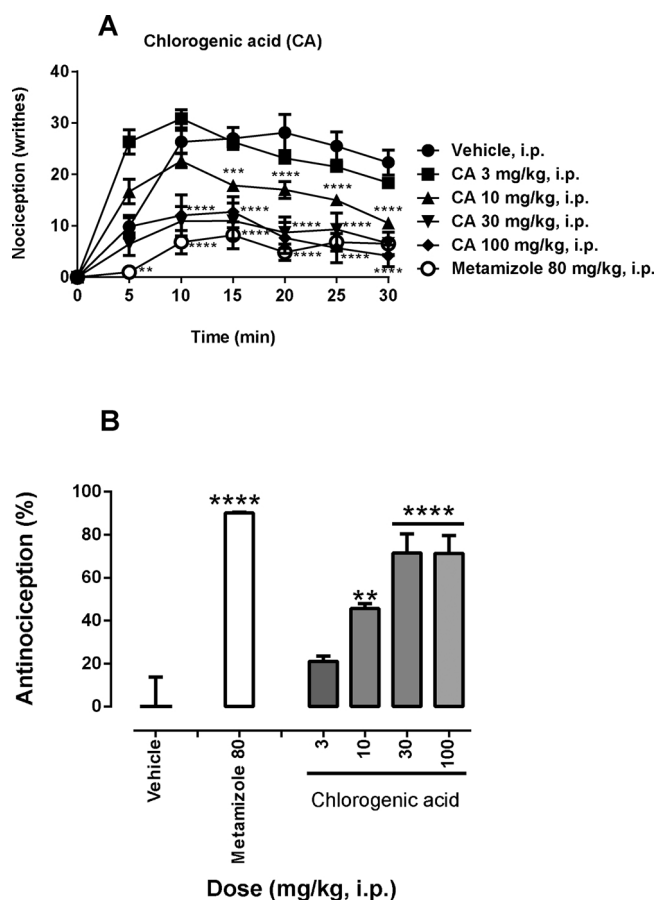 A
Chlorogenic acid (CA)
Nociception (writhes)
40
30
20
10
0
***
****
****
****
****
****
****
****
**
****
****
****
****
****
0
5
10
15
20
25
30
Time (min)
Vehicle, i.p.
CA 3 mg/kg, i.p.
CA 10 mg/kg, i.p.
CA 30 mg/kg, i.p.
CA 100 mg/kg, i.p.
Metamizole 80 mg/kg, i.p.
B
Antinociception (%)
100
80
60
40
20
0
****
**
****
Vehicle
Metamizole 80
3
10
30
100
Chlorogenic acid
Dose (mg/kg, i.p.)